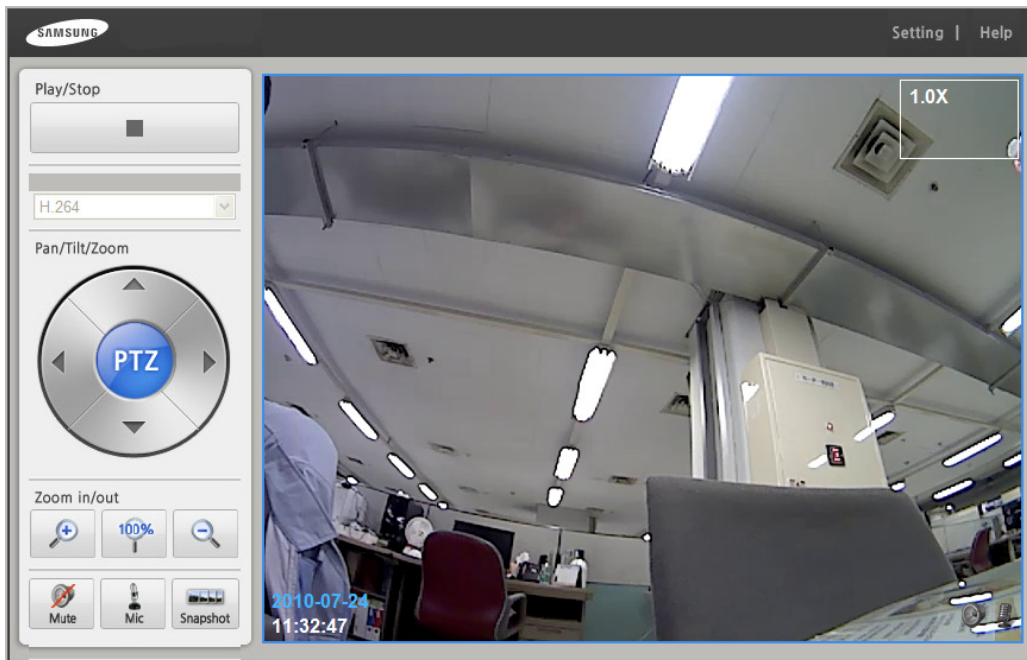 SAMSUNG
Setting | Help
Play/Stop
H.264
Pan/Tilt/Zoom
PTZ
Zoom in/out
100%
Mute
Mic
Snapshot
1.0X
2010-07-24
11:32:47